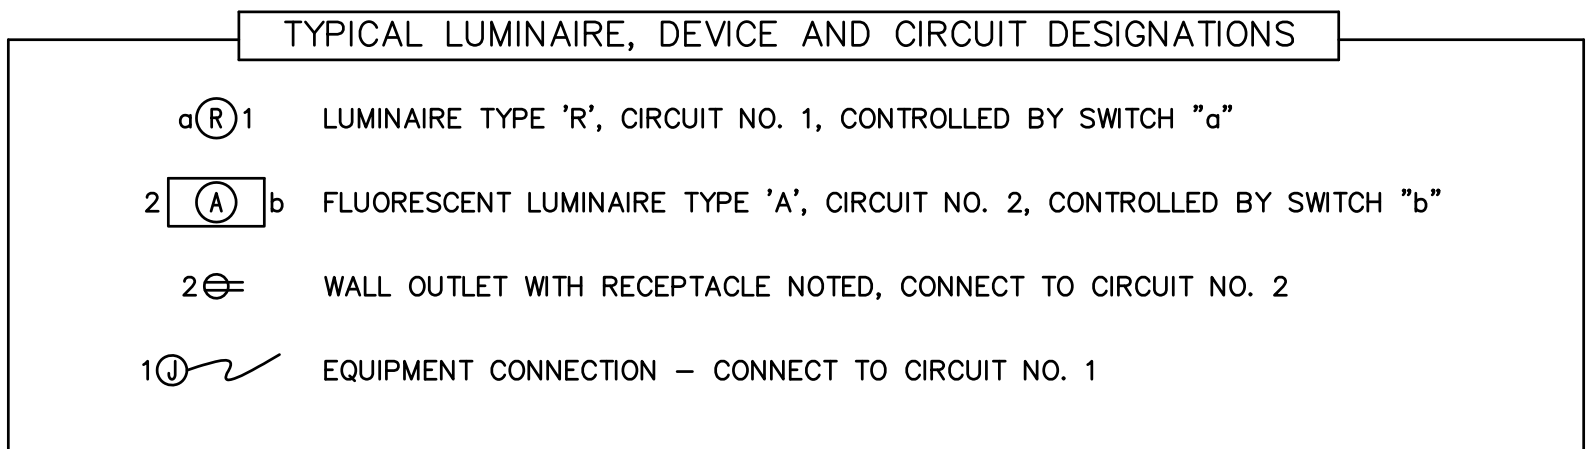 TYPICAL LUMINAIRE, DEVICE AND CIRCUIT DESIGNATIONS
a R 1 LUMINAIRE TYPE 'R', CIRCUIT NO. 1, CONTROLLED BY SWITCH "a"
2 A b FLUORESCENT LUMINAIRE TYPE 'A', CIRCUIT NO. 2, CONTROLLED BY SWITCH "b"
2 WALL OUTLET WITH RECEPTACLE NOTED, CONNECT TO CIRCUIT NO. 2
1 J EQUIPMENT CONNECTION – CONNECT TO CIRCUIT NO. 1